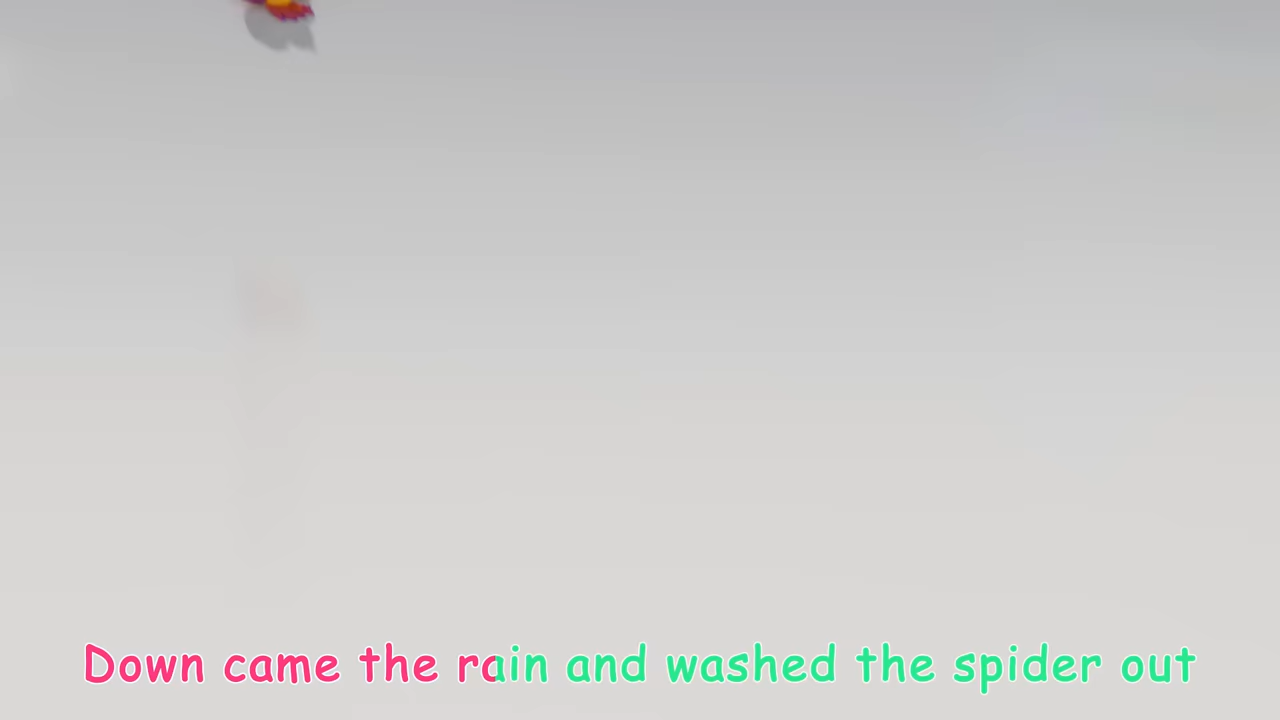 Down came the rain and washed the spider out